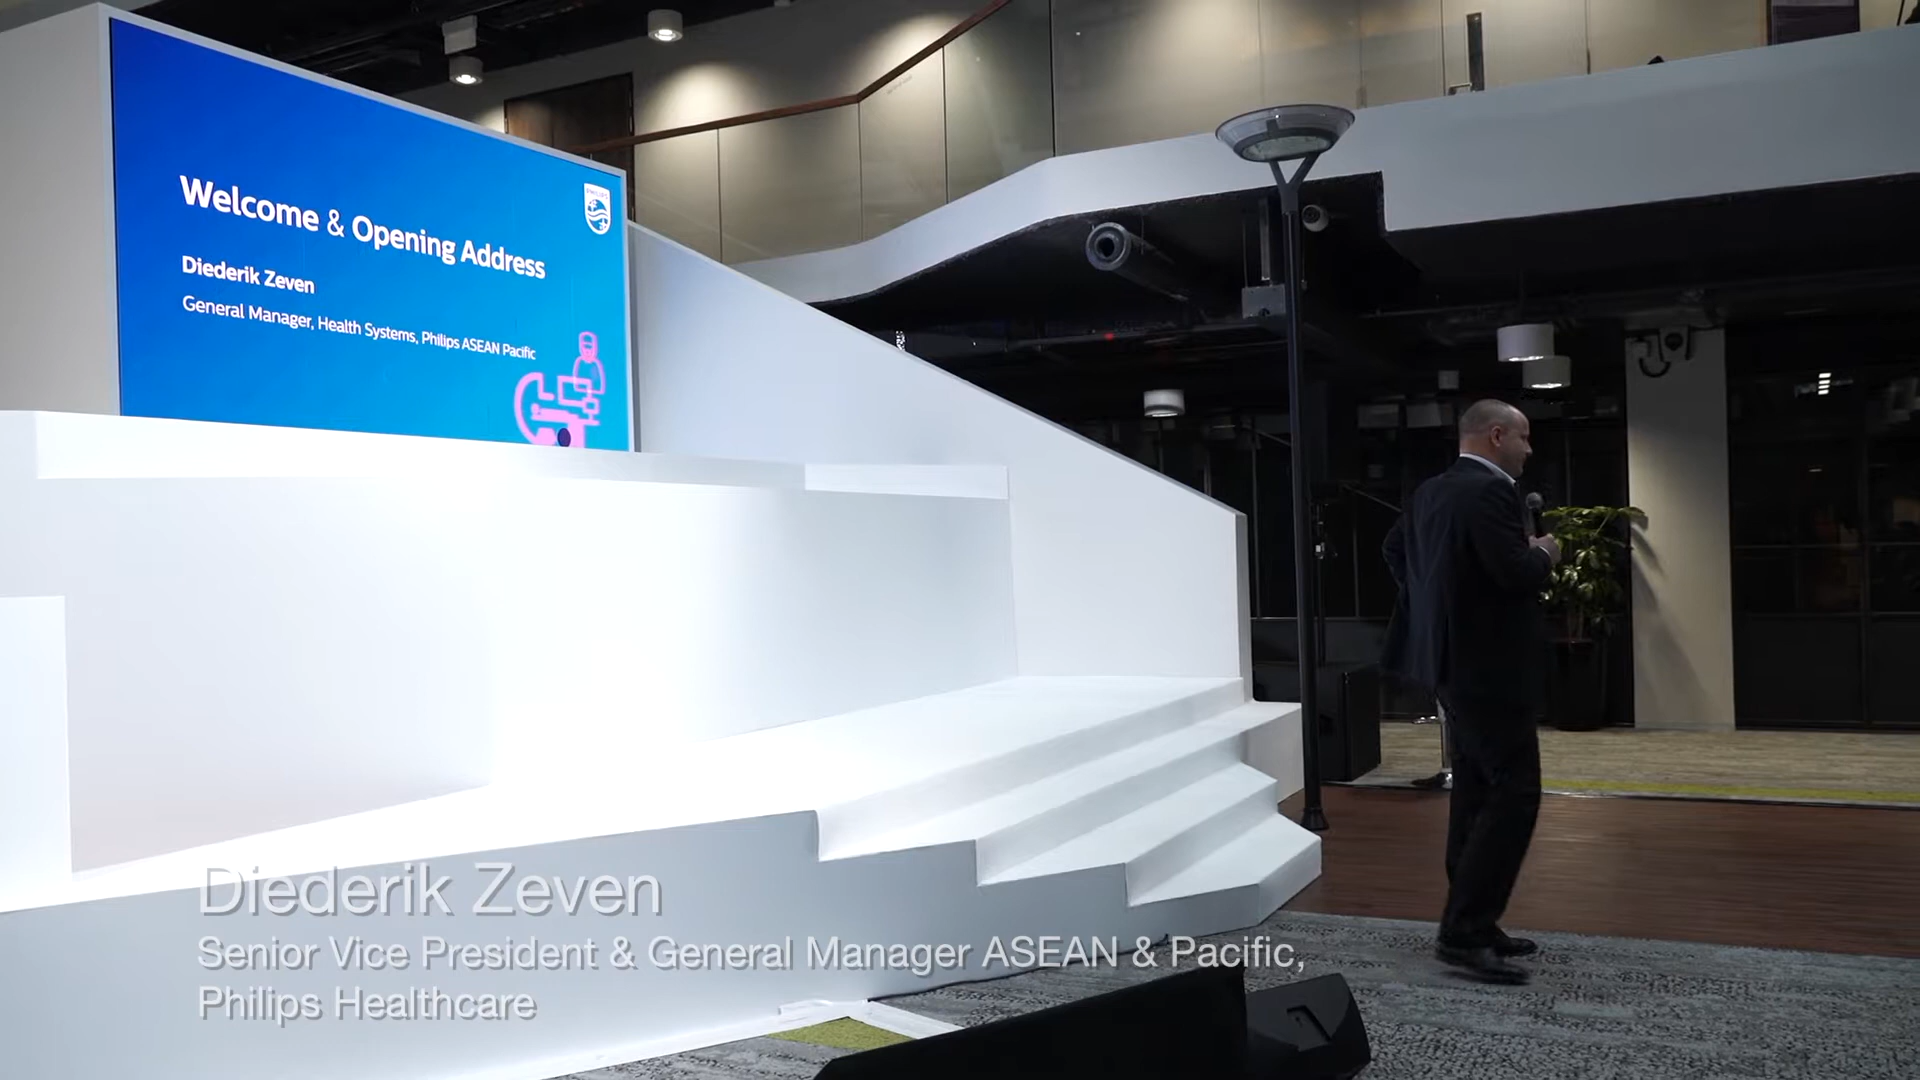 Welcome & Opening Address
PHILIPS
Diederik Zeven
General Manager, Health Systems, Philips ASEAN Pacific
Diederik Zeven
Senior Vice President & General Manager ASEAN & Pacific,
Philips Healthcare